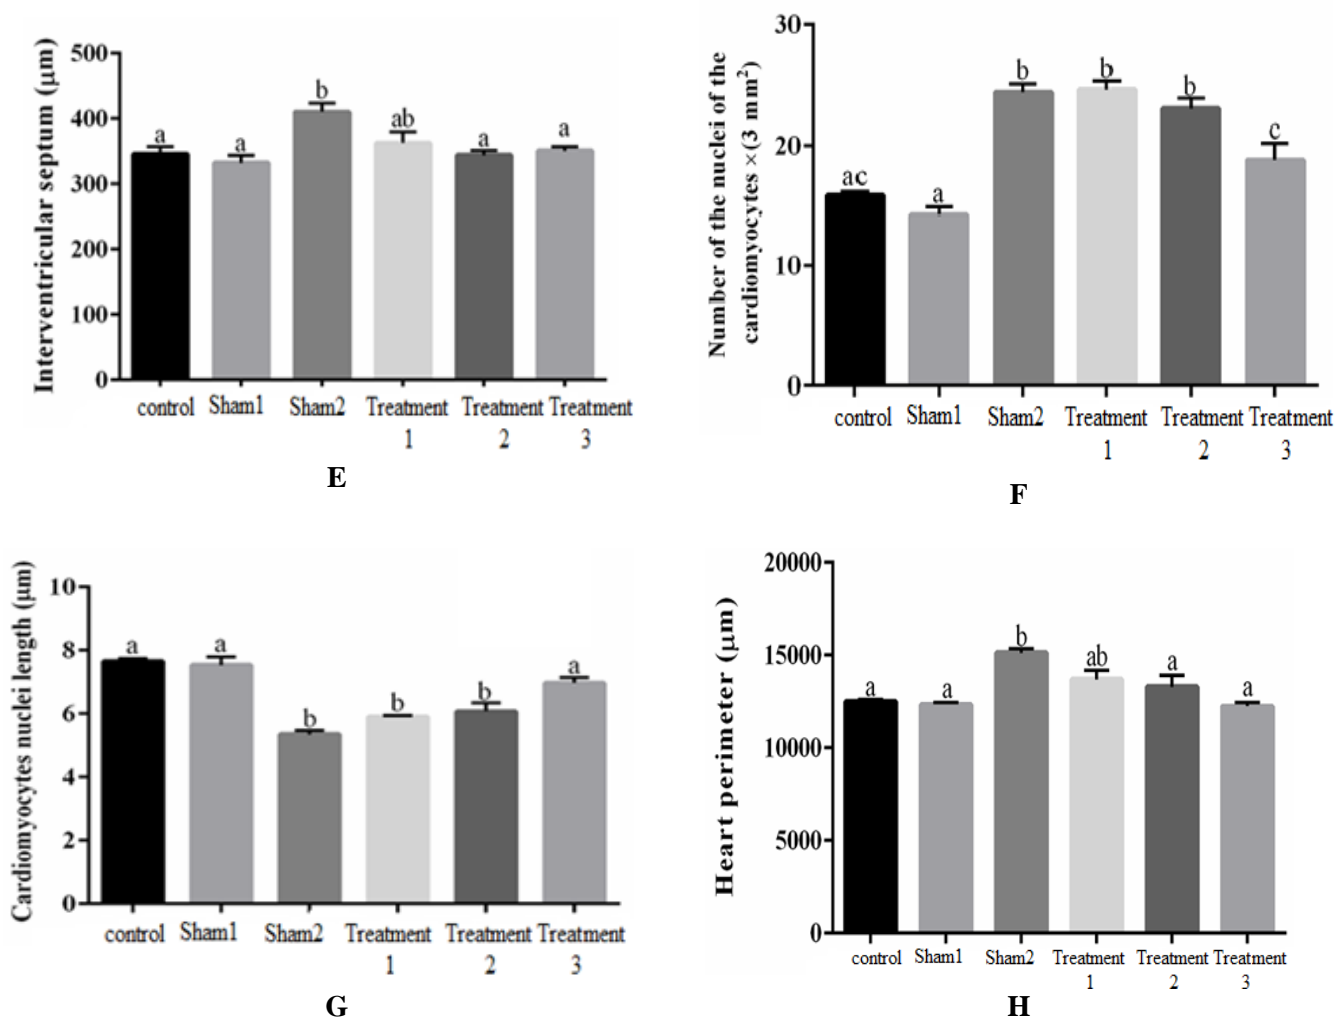 Interventricular septum (μm)
500
400
300
200
100
0
a
a
b
ab
a
a
control
Sham1
Sham2
Treatment
1
Treatment
2
Treatment
3
E
Number of the nuclei of the
cardiomyocytes ×(3 mm²)
30
20
10
0
ac
a
b
b
b
c
control
Sham1
Sham2
Treatment
1
Treatment
2
Treatment
3
F
Cardiomyocytes nuclei length (μm)
10
8
6
4
2
0
a
a
b
b
b
a
control
Sham1
Sham2
Treatment
1
Treatment
2
Treatment
3
G
Heart perimeter (μm)
20000
15000
10000
5000
0
a
a
b
ab
a
a
control
Sham1
Sham2
Treatment
1
Treatment
2
Treatment
3
H